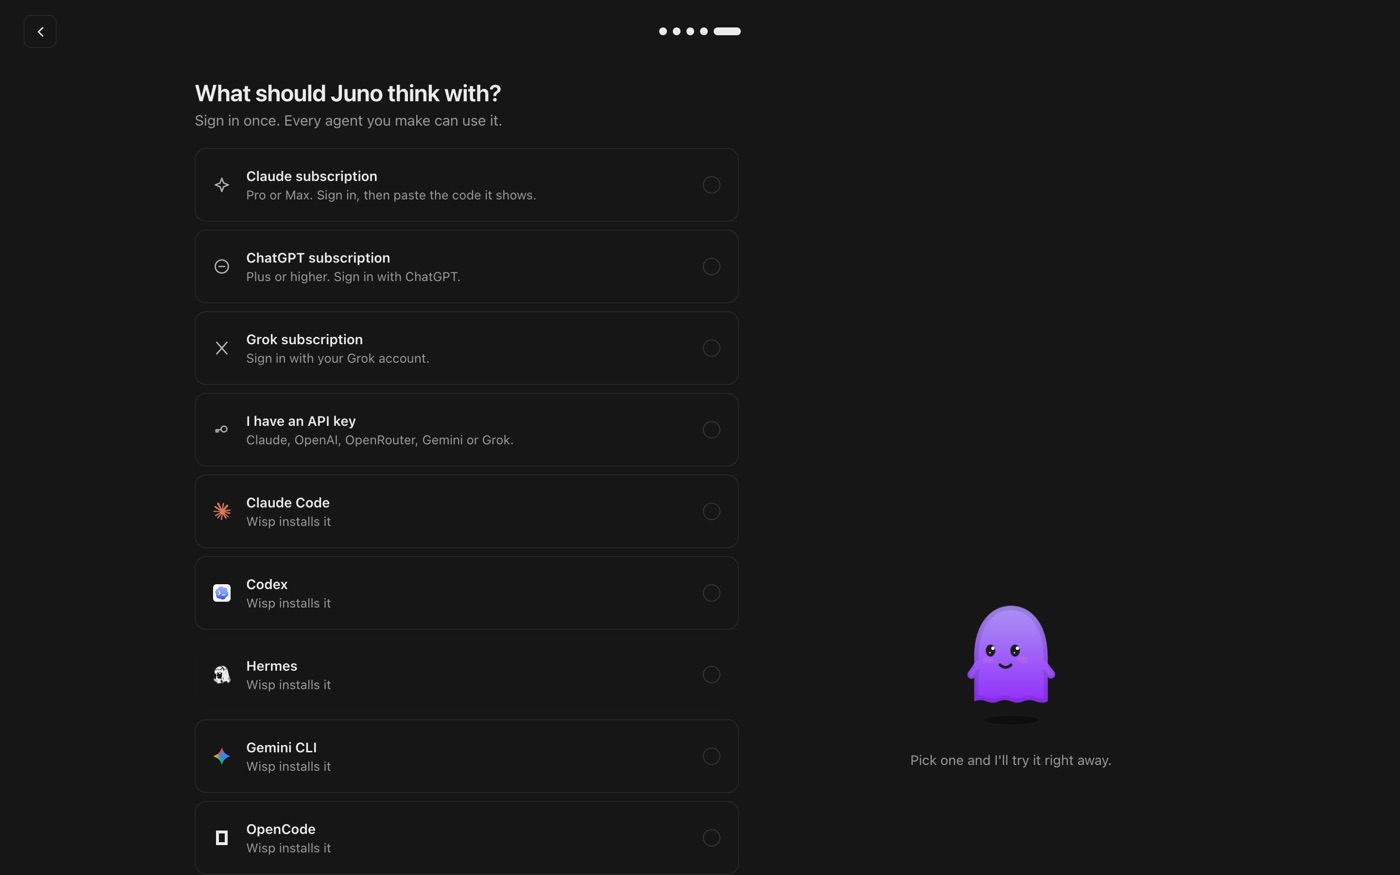 What should Juno think with?
Sign in once. Every agent you make can use it.
Claude subscription
Pro or Max. Sign in, then paste the code it shows.
ChatGPT subscription
Plus or higher. Sign in with ChatGPT.
Grok subscription
Sign in with your Grok account.
I have an API key
Claude, OpenAI, OpenRouter, Gemini or Grok.
Claude Code
Wisp installs it
Codex
Wisp installs it
Hermes
Wisp installs it
Gemini CLI
Wisp installs it
OpenCode
Wisp installs it
Pick one and I'll try it right away.